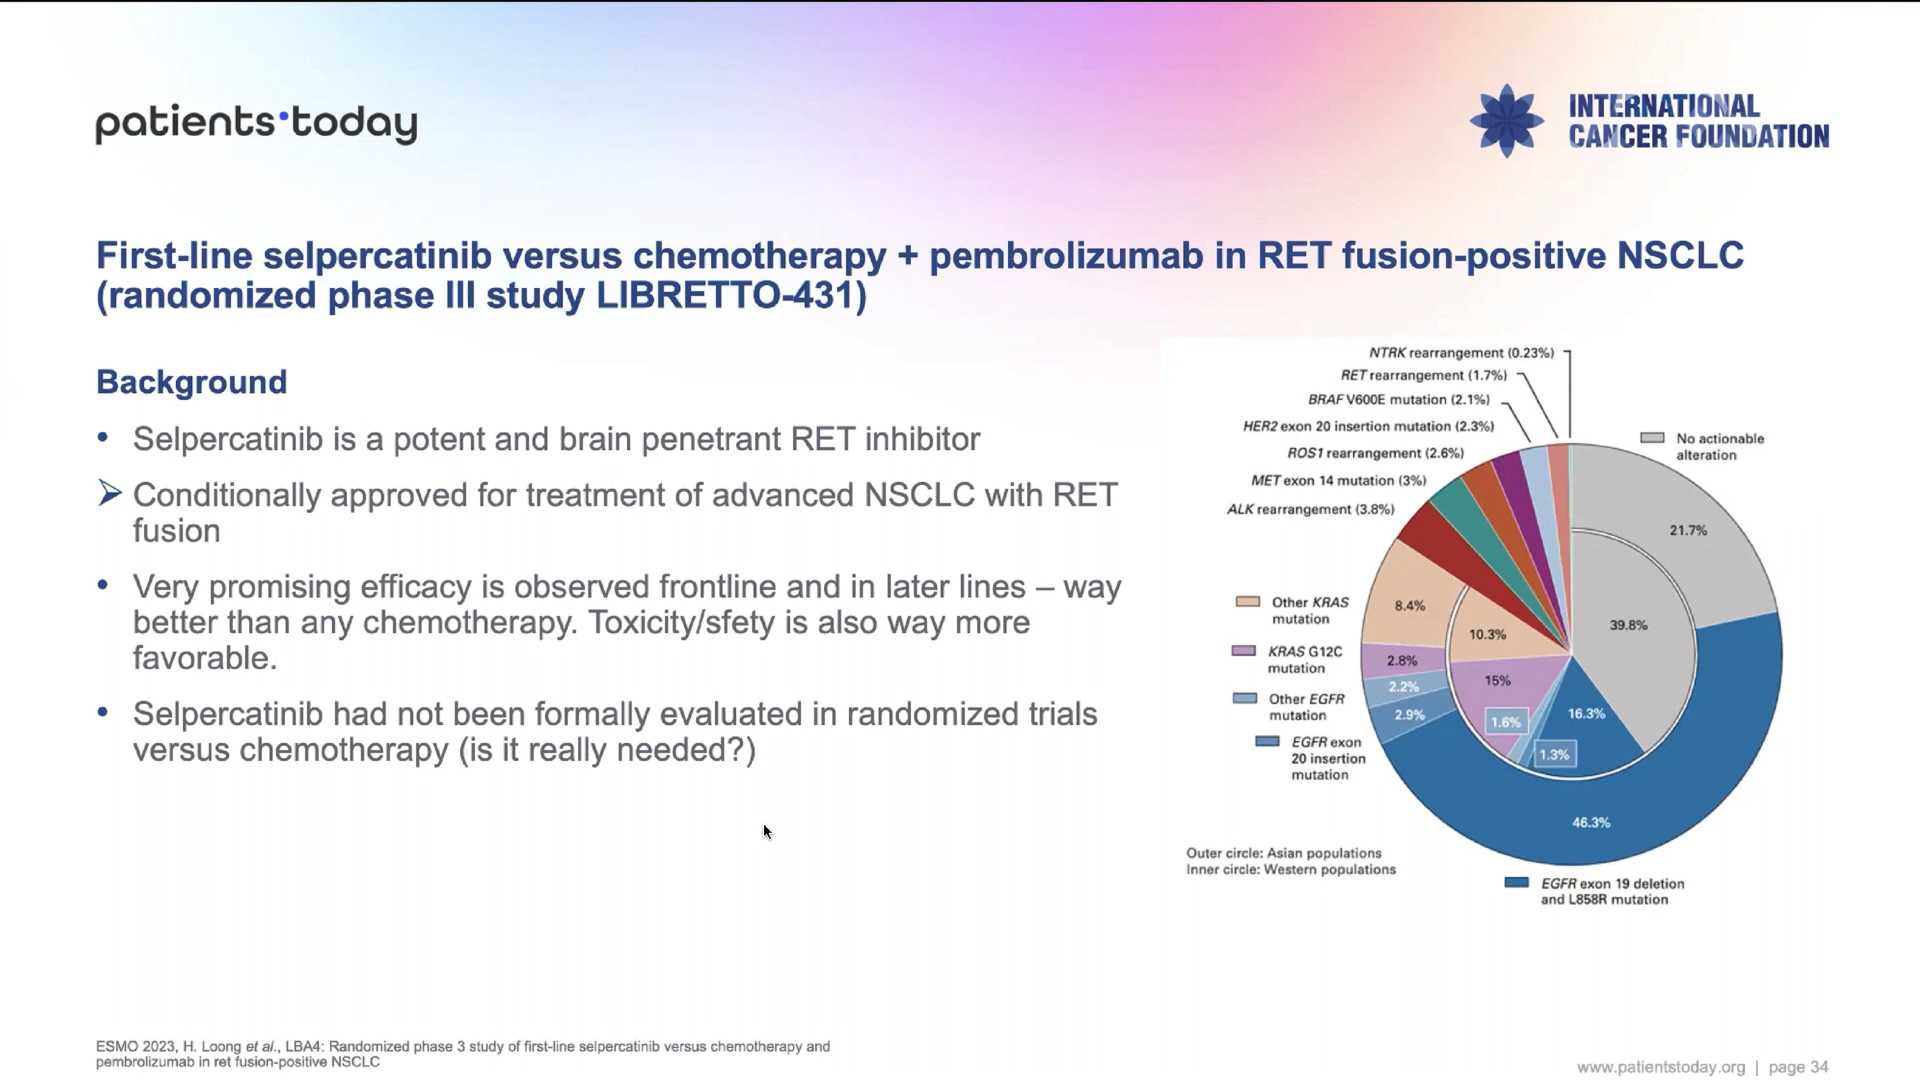 patients•today
INTERNATIONAL
CANCER FOUNDATION
First-line selpercatinib versus chemotherapy + pembrolizumab in RET fusion-positive NSCLC
(randomized phase III study LIBRETTO-431)
Background
• Selpercatinib is a potent and brain penetrant RET inhibitor
➢ Conditionally approved for treatment of advanced NSCLC with RET
fusion
• Very promising efficacy is observed frontline and in later lines – way
better than any chemotherapy. Toxicity/sfety is also way more
favorable.
• Selpercatinib had not been formally evaluated in randomized trials
versus chemotherapy (is it really needed?)
NTRK rearrangement (0.23%)
RET rearrangement (1.7%)
BRAF V600E mutation (2.1%)
HER2 exon 20 insertion mutation (2.3%)
ROS1 rearrangement (2.6%)
MET exon 14 mutation (3%)
ALK rearrangement (3.8%)
No actionable
alteration
21.7%
39.8%
Other KRAS
mutation
8.4%
10.3%
KRAS G12C
mutation
2.8%
15%
Other EGFR
mutation
2.2%
1.6%
16.3%
EGFR exon
20 insertion
mutation
2.9%
1.3%
46.3%
Outer circle: Asian populations
Inner circle: Western populations
EGFR exon 19 deletion
and L858R mutation
ESMO 2023, H. Loong et al., LBA4: Randomized phase 3 study of first-line selpercatinib versus chemotherapy and
pembrolizumab in ret fusion-positive NSCLC
www.patientstoday.org | page 34